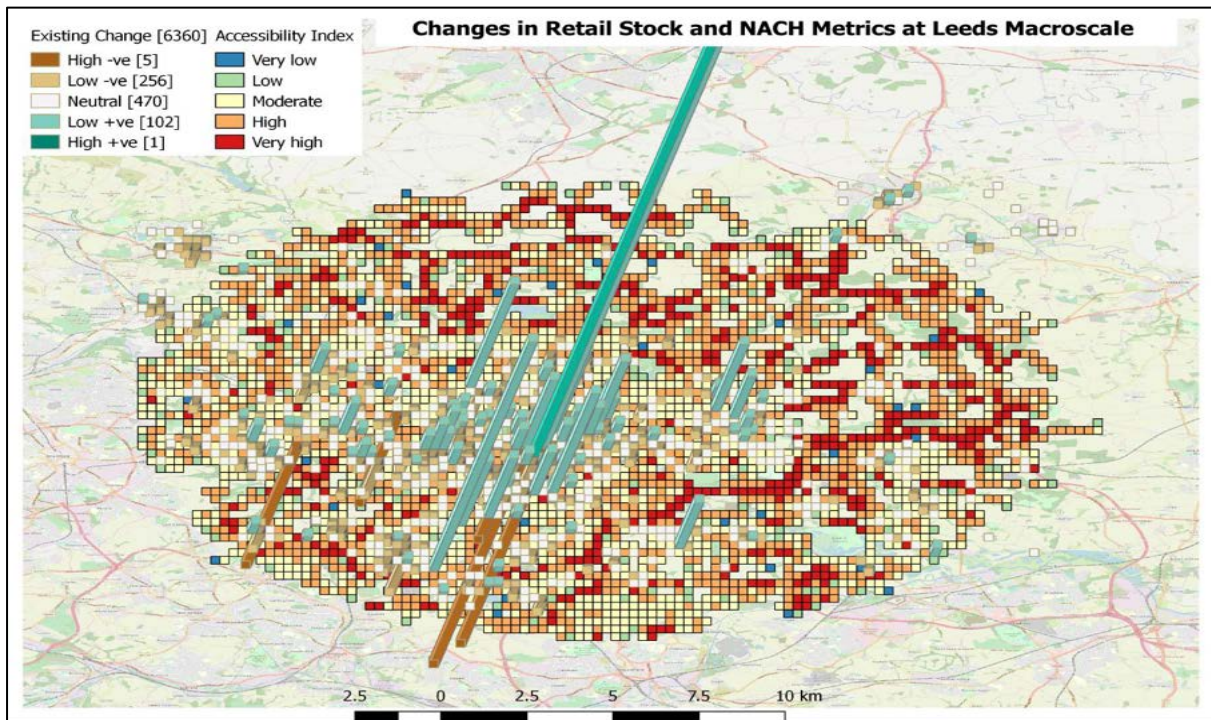 Changes in Retail Stock and NACH Metrics at Leeds Macroscale
Existing Change [6360] Accessibility Index
High -ve [5] Very low
Low -ve [256] Low
Neutral [470] Moderate
Low +ve [102] High
High +ve [1] Very high
2.5 0 2.5 5 7.5 10 km